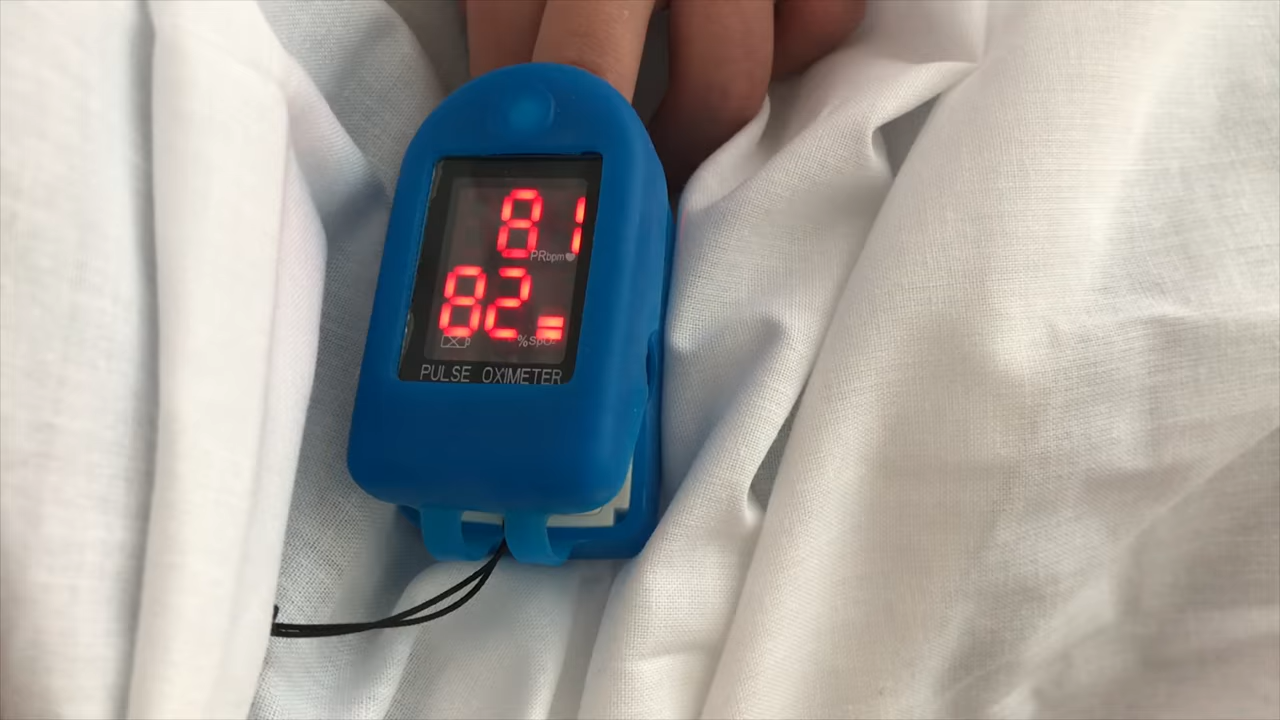 81
PRbpm
82
%SpO₂
PULSE OXIMETER